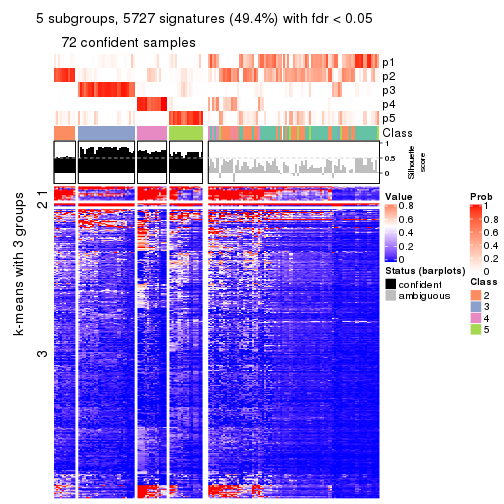 5 subgroups, 5727 signatures (49.4%) with fdr < 0.05
72 confident samples
p1
p2
p3
p4
p5
Class
1
0.5
0
Silhouette
score
k-means with 3 groups
1
2
3
Value
0.8
0.6
0.4
0.2
0
Status (barplots)
confident
ambiguous
Prob
1
0.8
0.6
0.4
0.2
0
Class
2
3
4
5